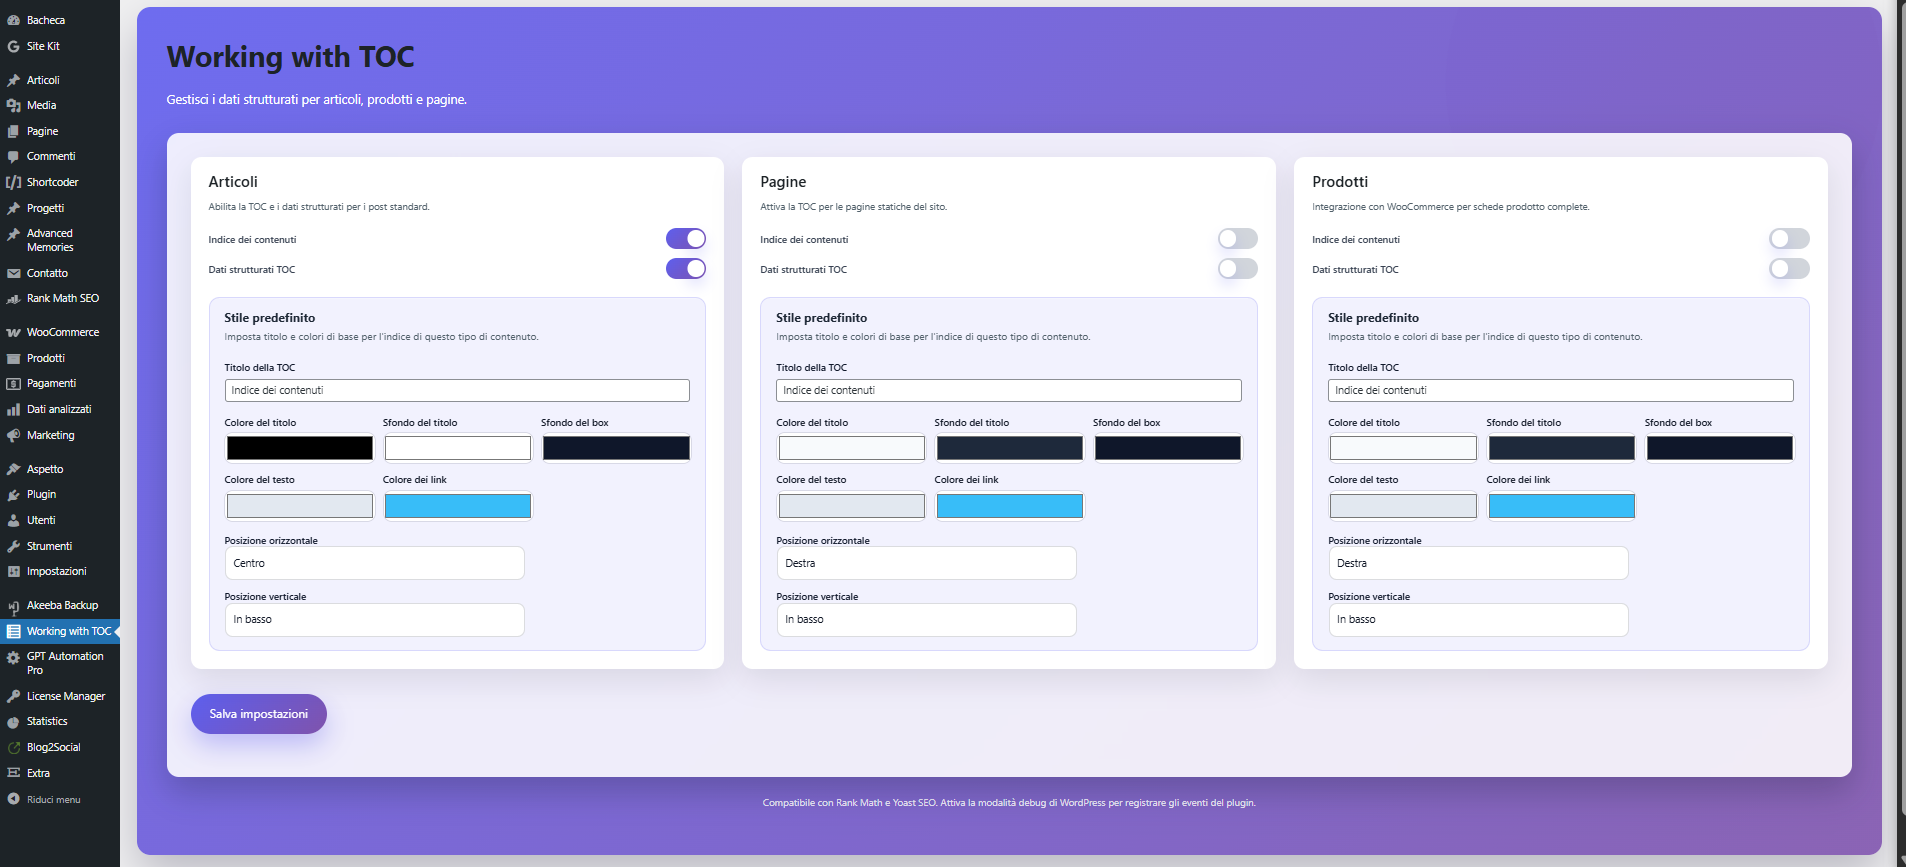 Bacheca
Site Kit
Articoli
Media
Pagine
Commenti
Shortcoder
Progetti
Advanced
Memories
Contatto
Rank Math SEO
WooCommerce
Prodotti
Pagamenti
Dati analizzati
Marketing
Aspetto
Plugin
Utenti
Strumenti
Impostazioni
Akeeba Backup
Working with TOC
GPT Automation
Pro
License Manager
Statistics
Blog2Social
Extra
Riduci menu
Working with TOC
Gestisci i dati strutturati per articoli, prodotti e pagine.
Articoli
Abilita la TOC e i dati strutturati per i post standard.
Indice dei contenuti
Dati strutturati TOC
Stile predefinito
Imposta titolo e colori di base per l'indice di questo tipo di contenuto.
Titolo della TOC
Indice dei contenuti
Colore del titolo Sfondo del titolo Sfondo del box
Colore del testo Colore dei link
Posizione orizzontale
Centro
Posizione verticale
In basso
Pagine
Attiva la TOC per le pagine statiche del sito.
Indice dei contenuti
Dati strutturati TOC
Stile predefinito
Imposta titolo e colori di base per l'indice di questo tipo di contenuto.
Titolo della TOC
Indice dei contenuti
Colore del titolo Sfondo del titolo Sfondo del box
Colore del testo Colore dei link
Posizione orizzontale
Destra
Posizione verticale
In basso
Prodotti
Integrazione con WooCommerce per schede prodotto complete.
Indice dei contenuti
Dati strutturati TOC
Stile predefinito
Imposta titolo e colori di base per l'indice di questo tipo di contenuto.
Titolo della TOC
Indice dei contenuti
Colore del titolo Sfondo del titolo Sfondo del box
Colore del testo Colore dei link
Posizione orizzontale
Destra
Posizione verticale
In basso
Salva impostazioni
Compatibile con Rank Math e Yoast SEO. Attiva la modalità debug di WordPress per registrare gli eventi del plugin.